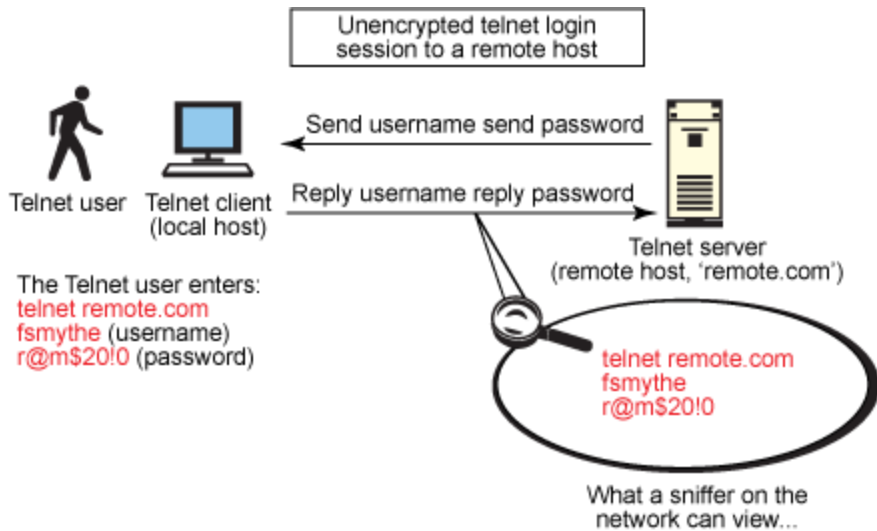 Unencrypted telnet login
session to a remote host
Send username send password
Reply username reply password
Telnet user
Telnet client
(local host)
Telnet server
(remote host, ‘remote.com’)
The Telnet user enters:
telnet remote.com
fsmythe (username)
r@m$20!0 (password)
telnet remote.com
fsmythe
r@m$20!0
What a sniffer on the
network can view...